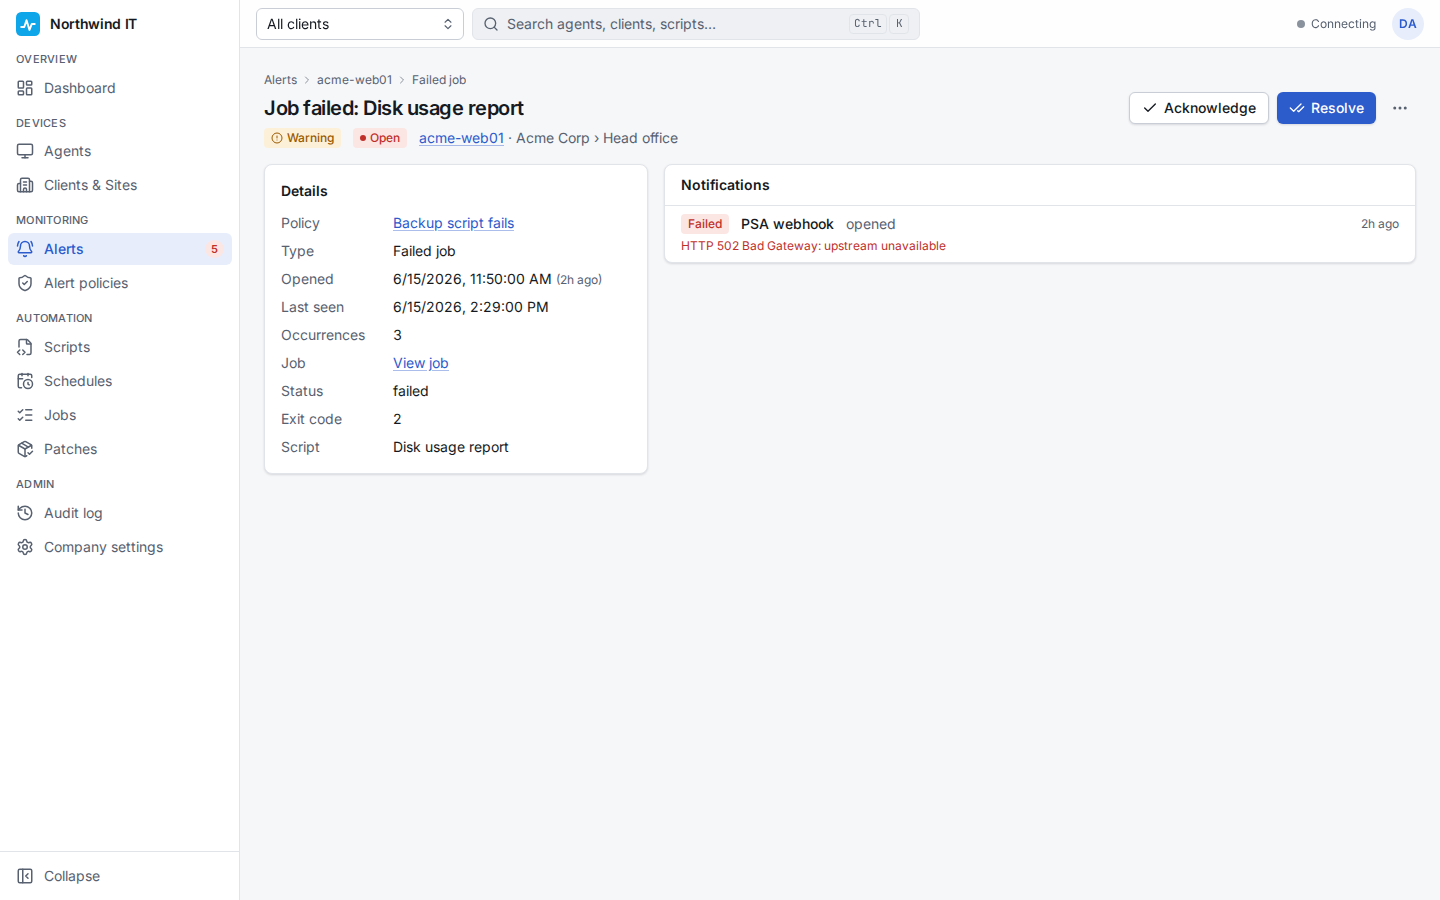 Northwind IT
OVERVIEW
Dashboard
DEVICES
Agents
Clients & Sites
MONITORING
Alerts 5
Alert policies
AUTOMATION
Scripts
Schedules
Jobs
Patches
ADMIN
Audit log
Company settings
Collapse
All clients
Search agents, clients, scripts... Ctrl K
Connecting DA
Alerts > acme-web01 > Failed job
Job failed: Disk usage report
Acknowledge Resolve
Warning Open acme-web01 · Acme Corp › Head office
Details
Policy Backup script fails
Type Failed job
Opened 6/15/2026, 11:50:00 AM (2h ago)
Last seen 6/15/2026, 2:29:00 PM
Occurrences 3
Job View job
Status failed
Exit code 2
Script Disk usage report
Notifications
Failed PSA webhook opened 2h ago
HTTP 502 Bad Gateway: upstream unavailable